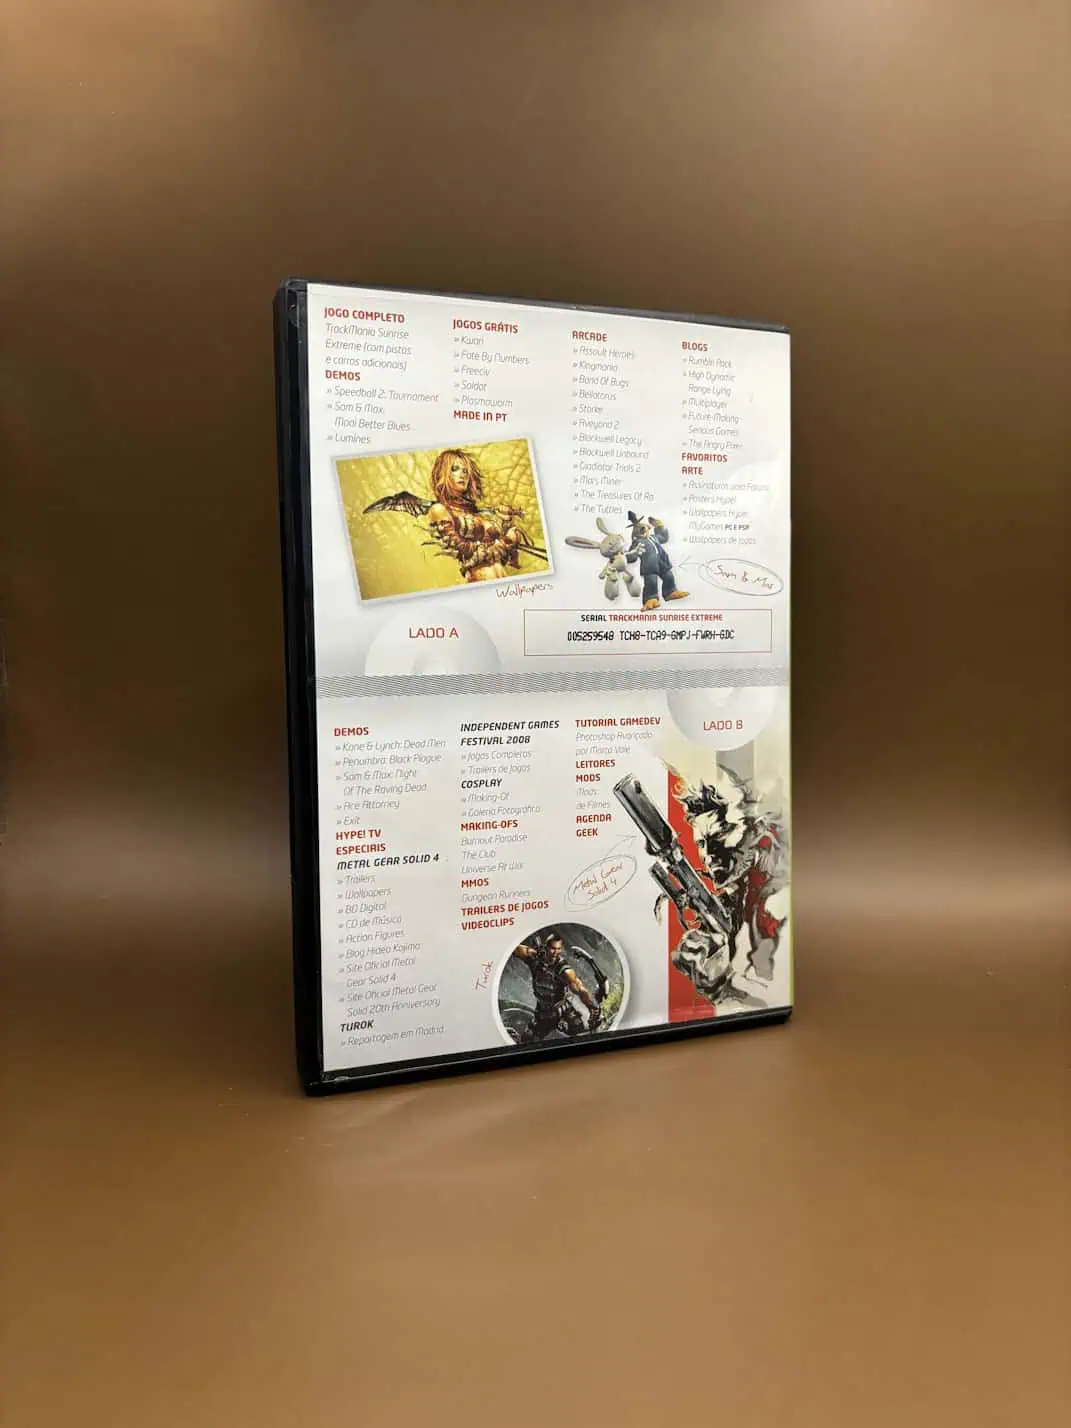 JOGO COMPLETO
TrackMania Sunrise
Extreme (com pistas
e carros adicionais)
DEMOS
» Speedball 2: Tournament
» Sam & Max:
Moai Better Blues
» Lumines
JOGOS GRÁTIS
» Kwari
» Fate By Numbers
» Freeciv
» Soldat
» Plasmaworm
MADE IN PT
ARCADE
» Assault Heroes
» Kingmania
» Band Of Bugs
» Bellatorus
» Starke
» Aveyond 2
» Blackwell Legacy
» Blackwell Unbound
» Gladiator Trials 2
» Mars Miner
» The Treasures Of Ra
» The Tuttles
BLOGS
» Rumble Pack
» High Dynamic
Range Lying
» Multiplayer
» Future-Making
Serious Games
» The Angry Pixel
FAVORITOS
ARTE
» Assinaturas para Fóruns
» Posters Hype!
» Wallpapers Hype!
MyGames PC E PSP
» Wallpapers de Jogos
Wallpapers
Sam & Max
LADO A
SERIAL TRACKMANIA SUNRISE EXTREME
005259548 TCH8-TCA9-GMPJ-FWRH-GDC
DEMOS
» Kane & Lynch: Dead Men
» Penumbra: Black Plague
» Sam & Max: Night
Of The Raving Dead
» Ace Attorney
» Exit
HYPE! TV
ESPECIAIS
METAL GEAR SOLID 4
» Trailers
» Wallpapers
» BD Digital
» CD de Música
» Action Figures
» Blog Hideo Kojima
» Site Oficial Metal
Gear Solid 4
» Site Oficial Metal Gear
Solid 20th Anniversary
TUROK
» Reportagem em Madrid
INDEPENDENT GAMES
FESTIVAL 2008
» Jogos Completos
» Trailers de Jogos
COSPLAY
» Making-Of
» Galeria Fotográfica
MAKING-OFS
Burnout Paradise
The Club
Universe At War
MMOS
Dungeon Runners
TRAILERS DE JOGOS
VIDEOCLIPS
TUTORIAL GAMEDEV
Photoshop Avançado
por Marco Vale
LEITORES
MODS
Mods
de Filmes
AGENDA
GEEK
LADO B
Metal Gear
Solid 4
Turok